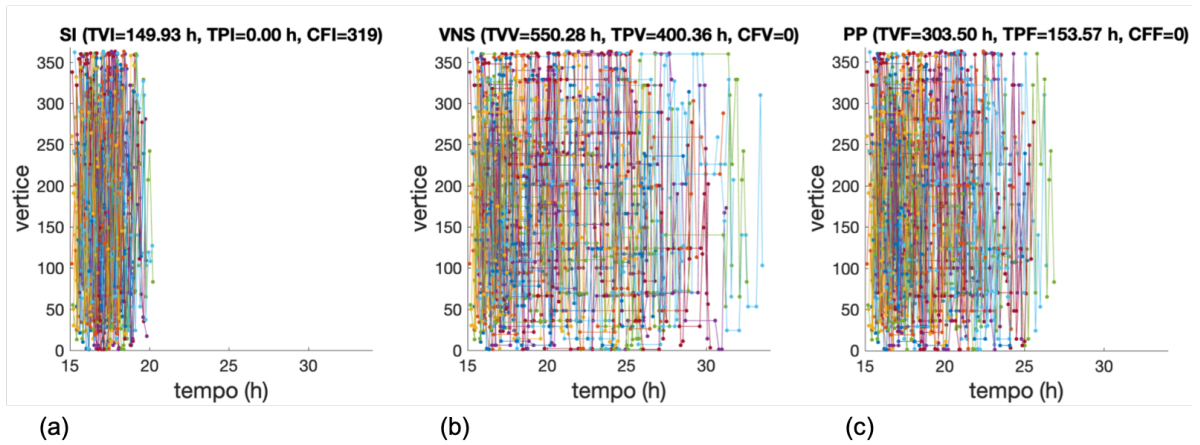 SI (TVI=149.93 h, TPI=0.00 h, CFI=319)
350
300
250
200
150
100
50
0
vertice
15 20 25 30
tempo (h)
(a)
VNS (TVV=550.28 h, TPV=400.36 h, CFV=0)
350
300
250
200
150
100
50
0
vertice
15 20 25 30
tempo (h)
(b)
PP (TVF=303.50 h, TPF=153.57 h, CFF=0)
350
300
250
200
150
100
50
0
vertice
15 20 25 30
tempo (h)
(c)